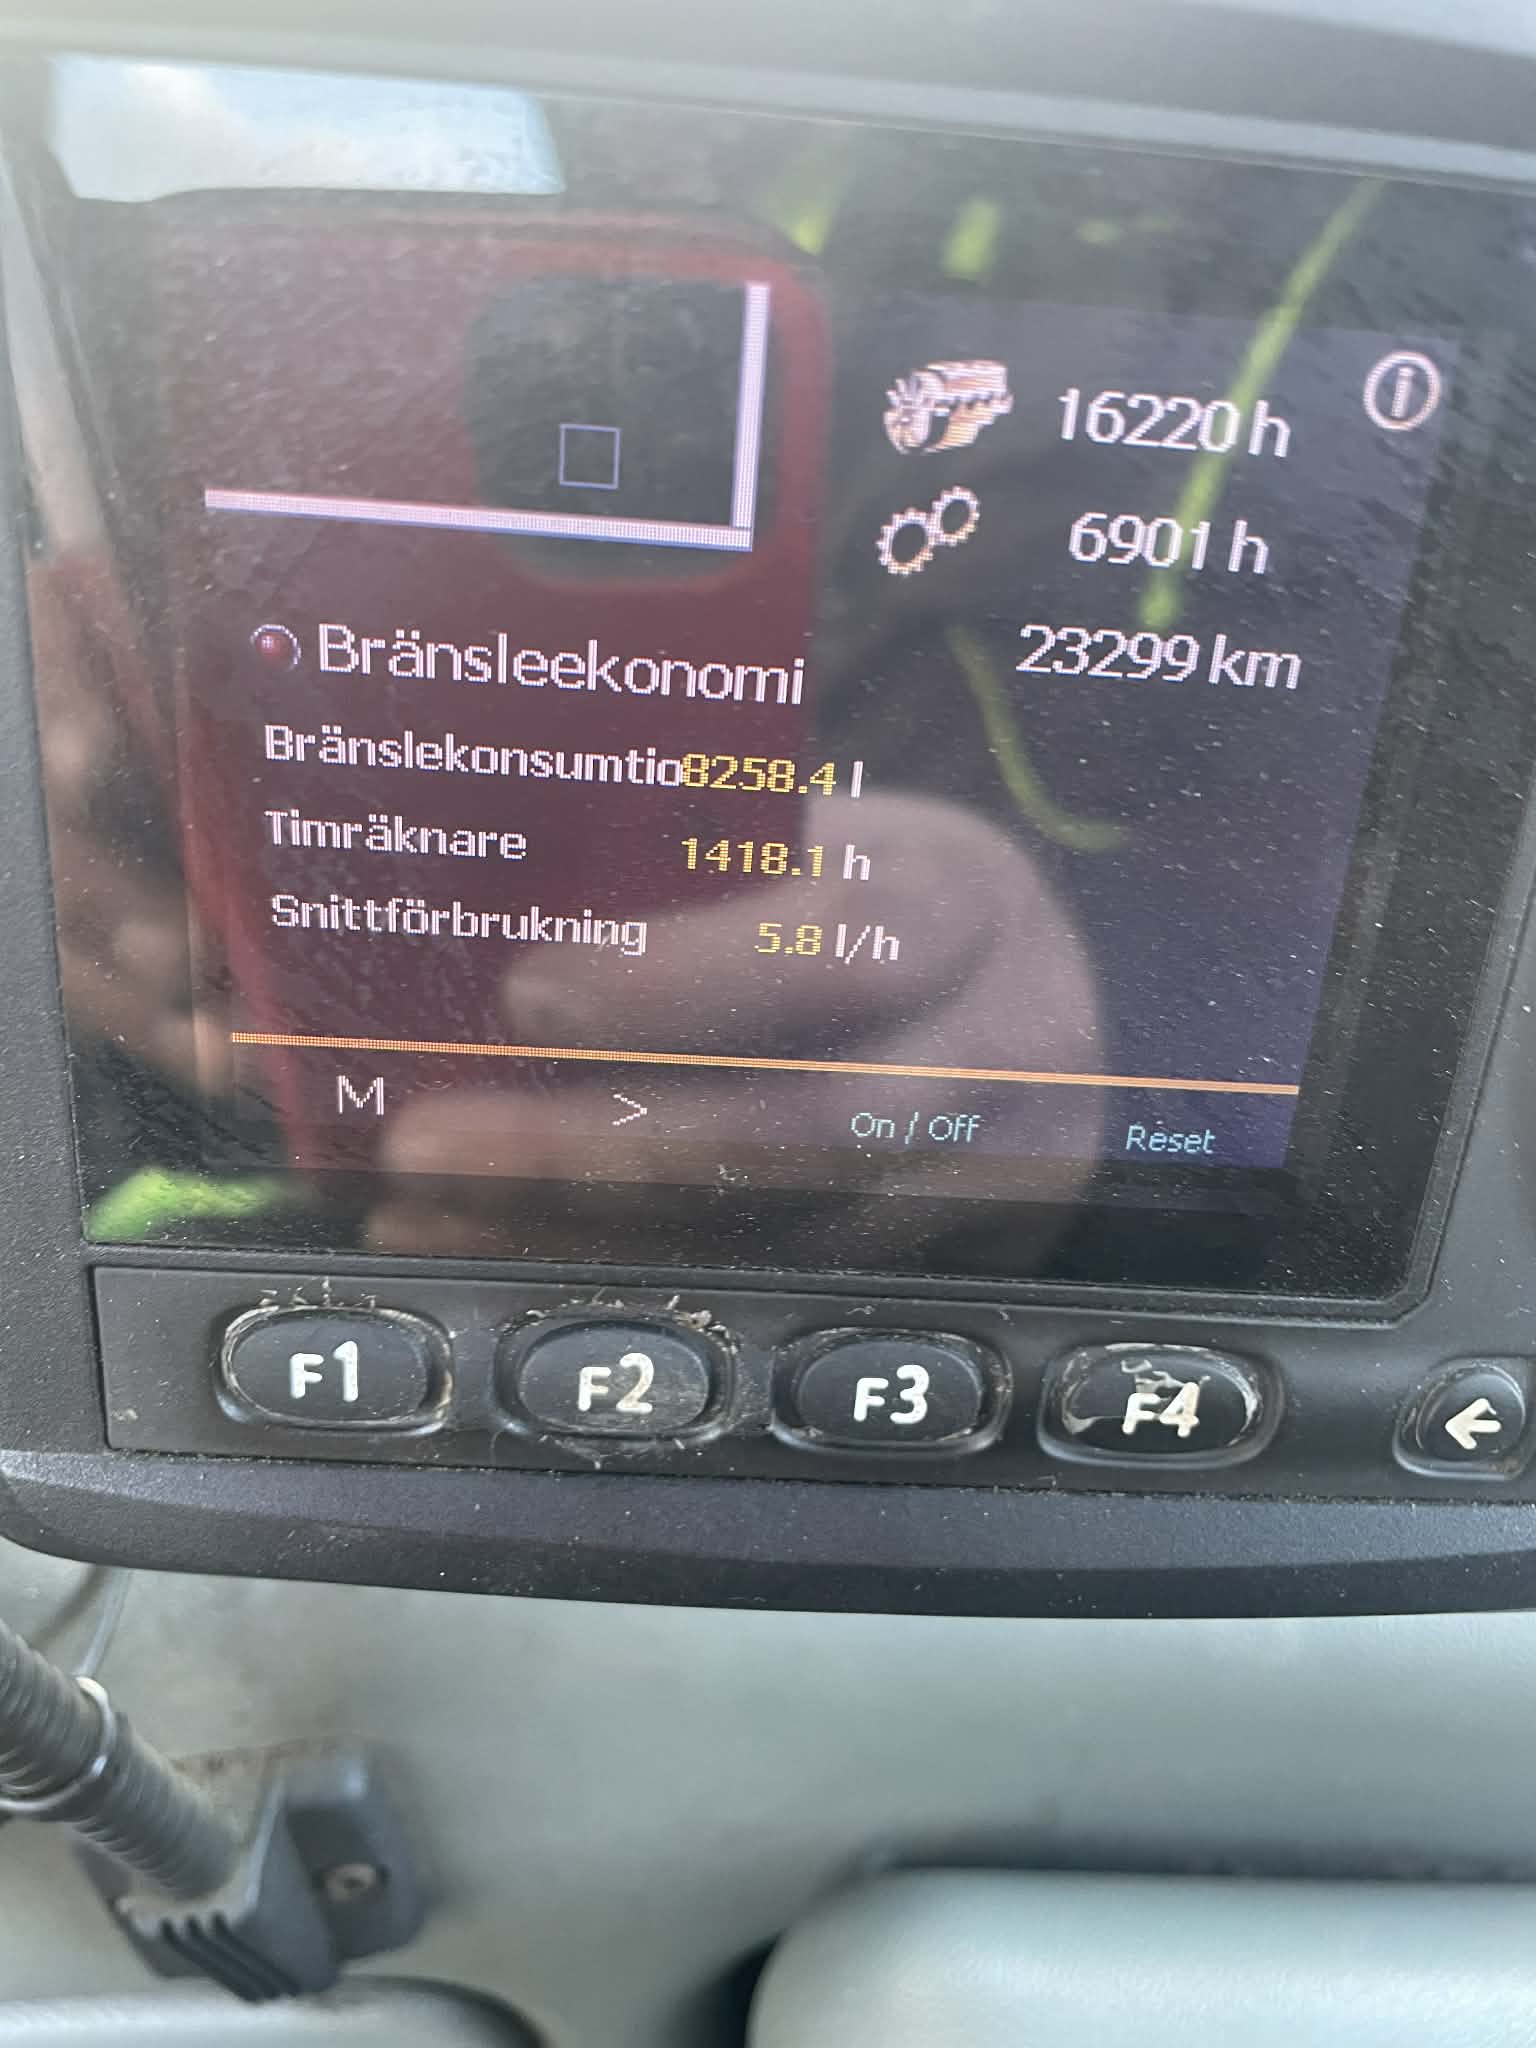 16220 h
6901 h
23299 km
Bränsleekonomi
Bränslekonsumtio8258.4 l
Timräknare 1418.1 h
Snittförbrukning 5.8 l/h
M > On / Off Reset
F1 F2 F3 F4 ←